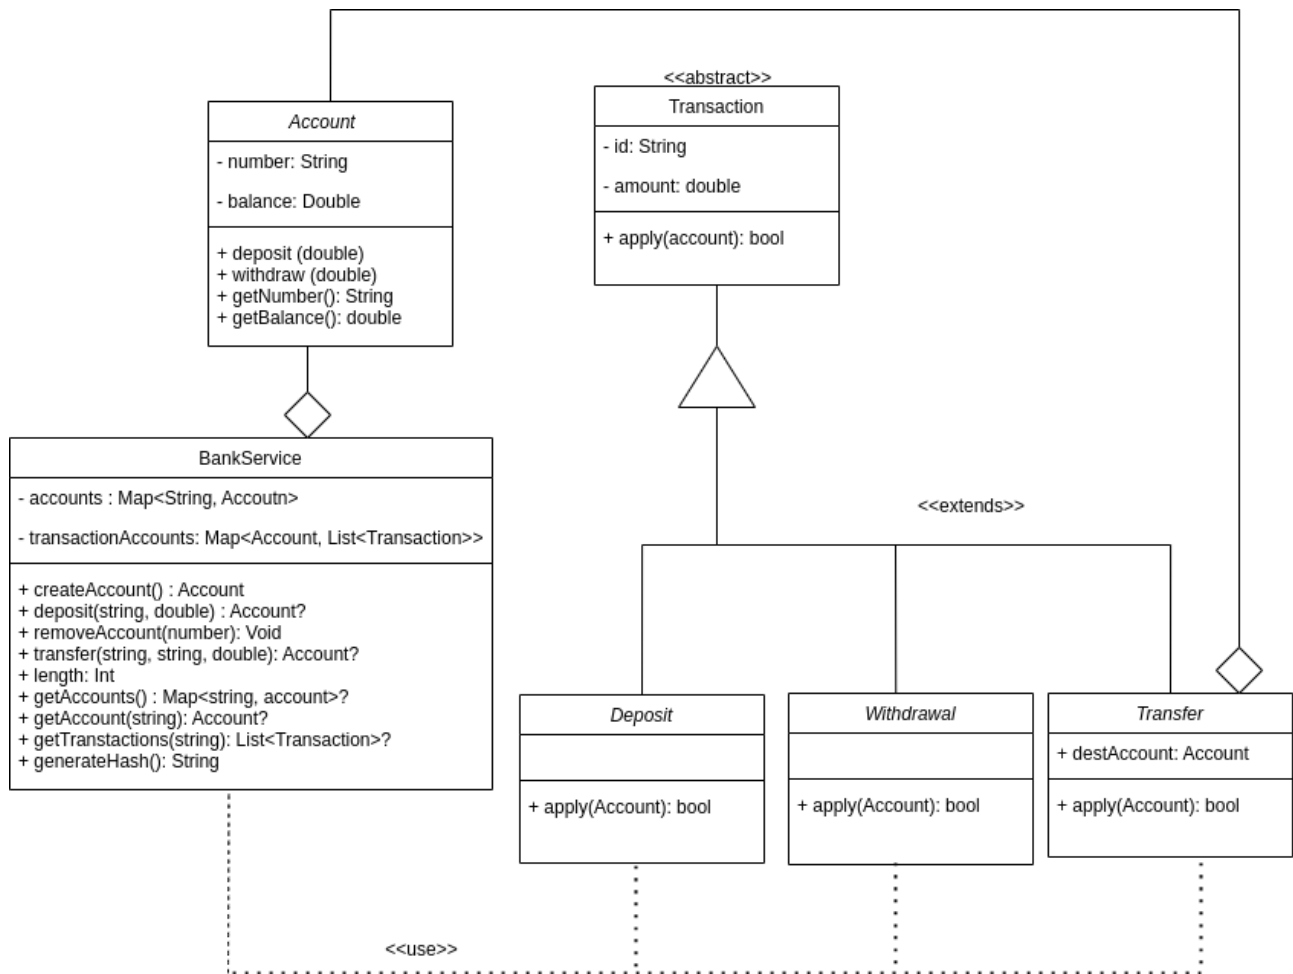 Account
- number: String
- balance: Double
+ deposit (double)
+ withdraw (double)
+ getNumber(): String
+ getBalance(): double
<<abstract>>
Transaction
- id: String
- amount: double
+ apply(account): bool
BankService
- accounts : Map<String, Accoutn>
- transactionAccounts: Map<Account, List<Transaction>>
+ createAccount() : Account
+ deposit(string, double) : Account?
+ removeAccount(number): Void
+ transfer(string, string, double): Account?
+ length: Int
+ getAccounts() : Map<string, account>?
+ getAccount(string): Account?
+ getTranstactions(string): List<Transaction>?
+ generateHash(): String
<<extends>>
Deposit
+ apply(Account): bool
Withdrawal
+ apply(Account): bool
Transfer
+ destAccount: Account
+ apply(Account): bool
<<use>>